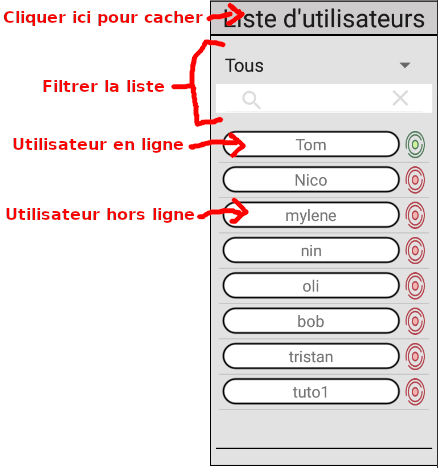 Cliquer ici pour cacher
Liste d'utilisateurs
Tous
Filtrer la liste
Utilisateur en ligne
Tom
Nico
Utilisateur hors ligne
mylene
nin
oli
bob
tristan
tuto1